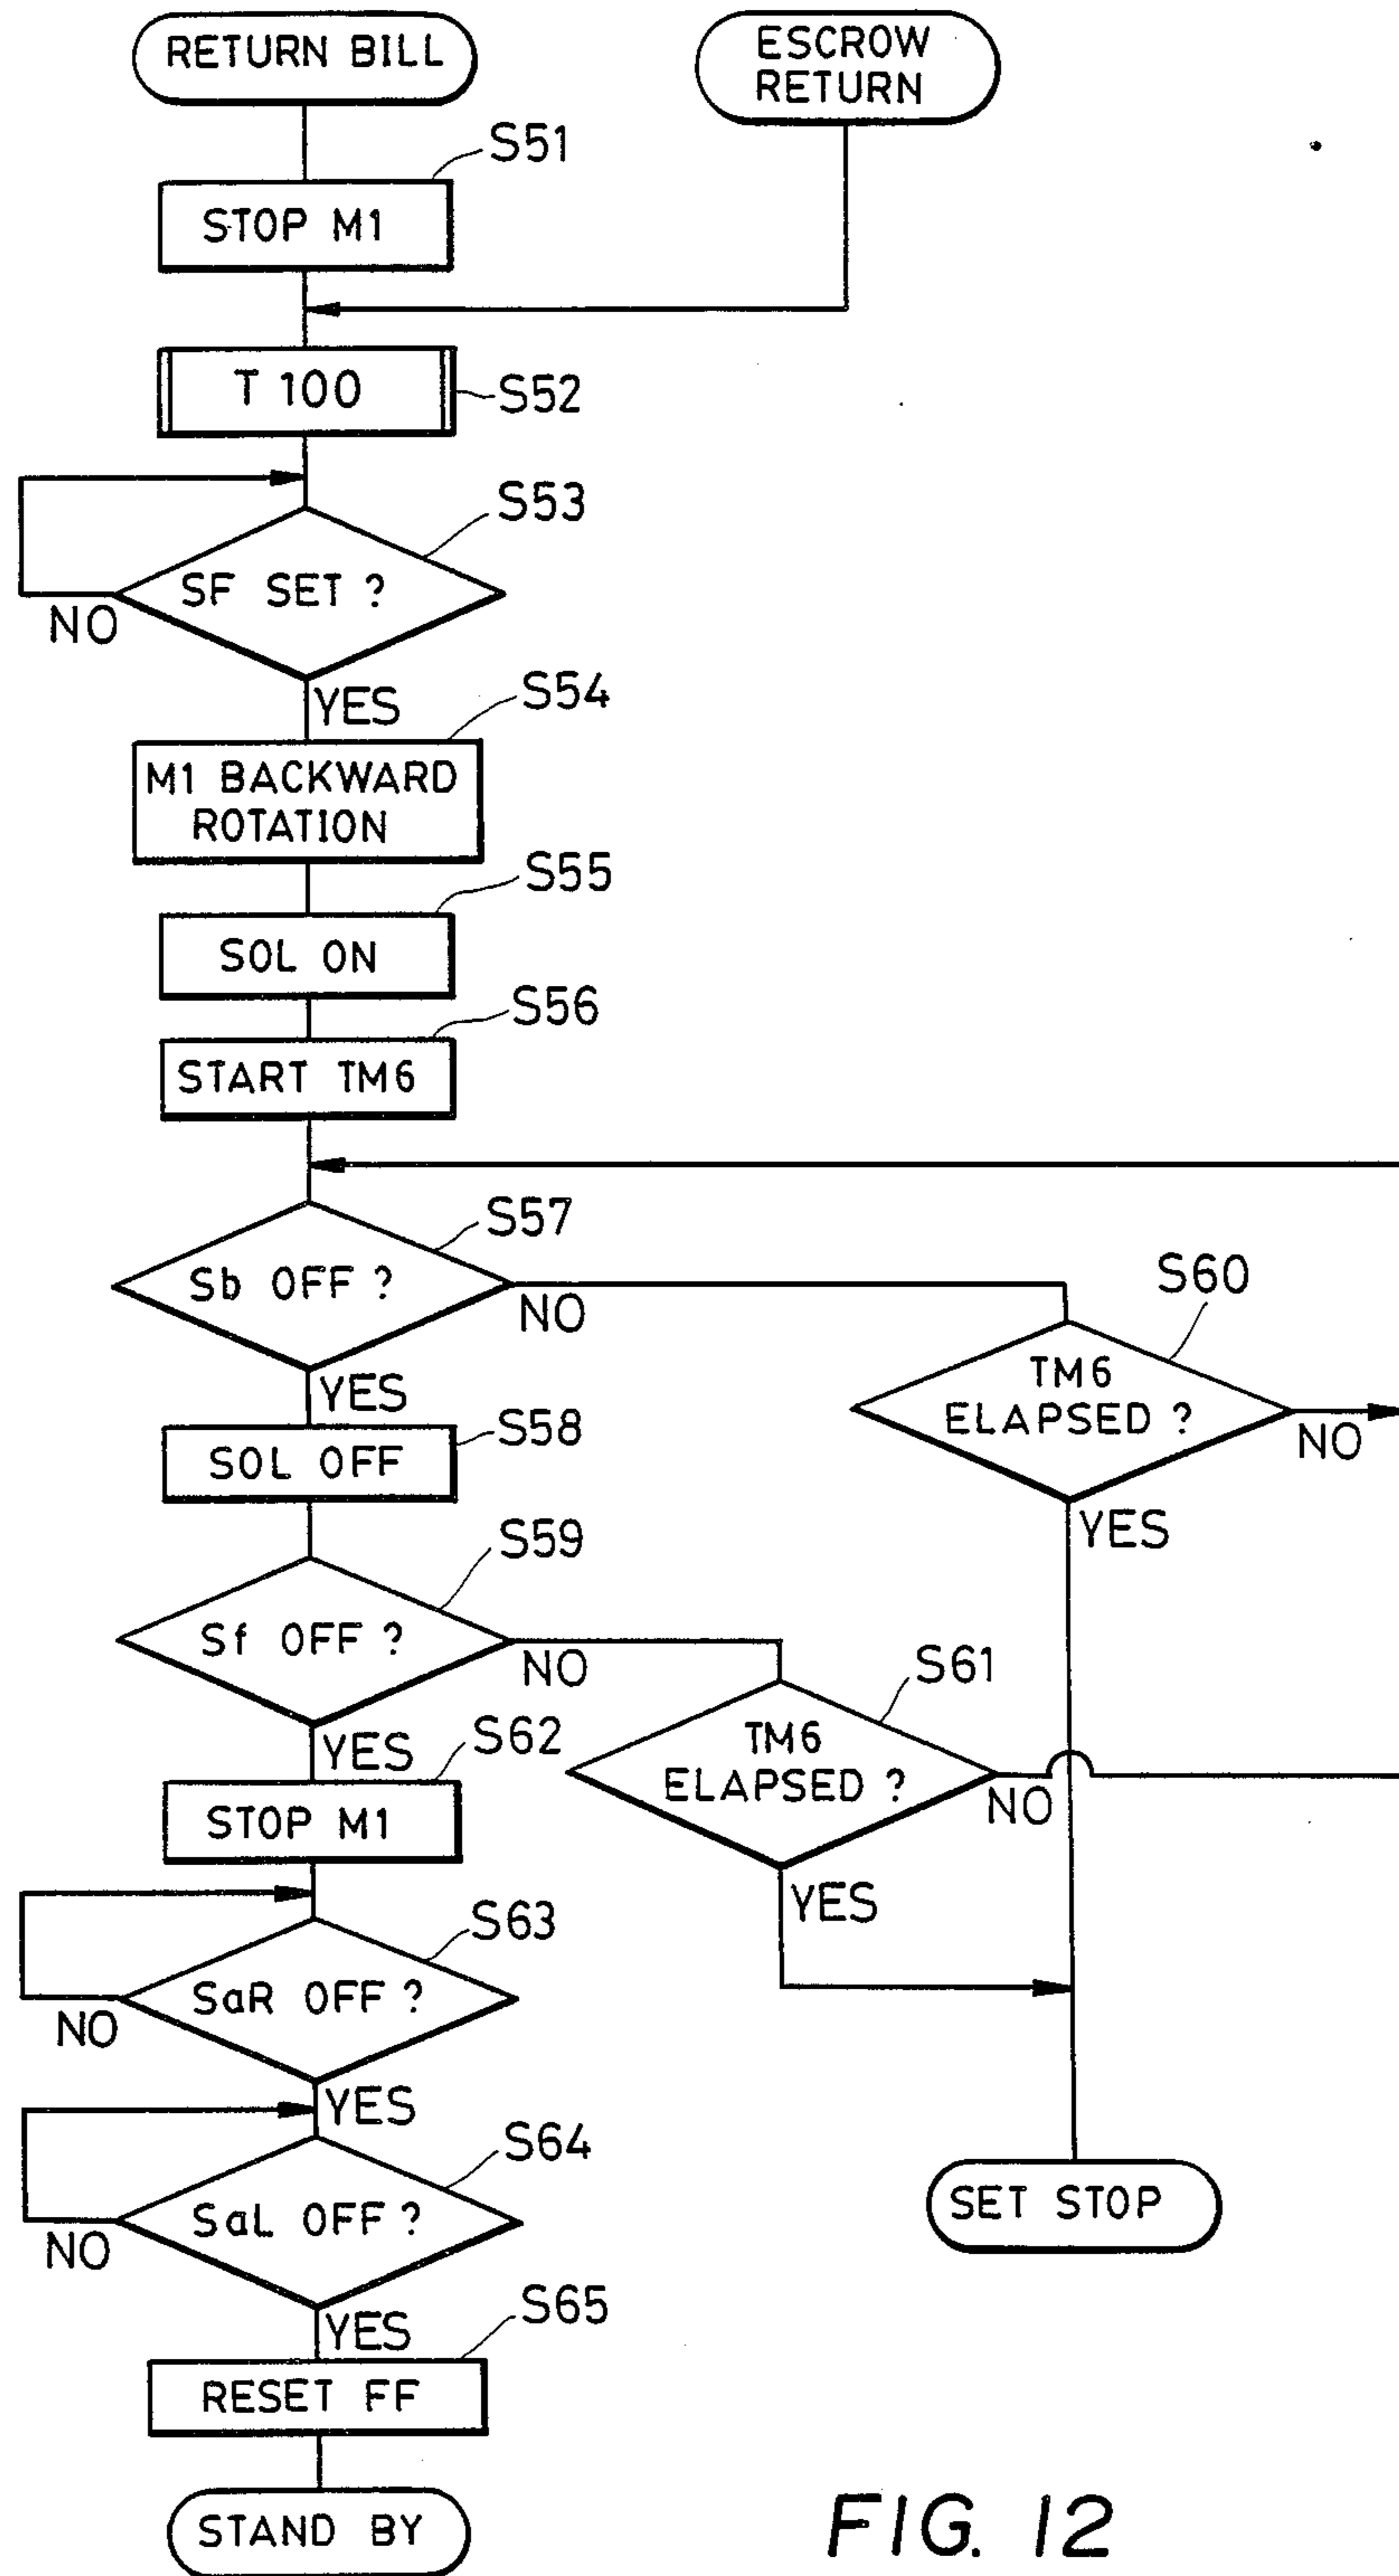 RETURN BILL
ESCROW
RETURN
S51
STOP M1
T 100
S52
S53
SF SET ?
NO
YES
S54
M1 BACKWARD
ROTATION
S55
SOL ON
S56
START TM6
S57
Sb OFF ?
NO
YES
S60
TM6
ELAPSED ?
NO
YES
S58
SOL OFF
S59
Sf OFF ?
NO
YES
S61
TM6
ELAPSED ?
NO
YES
S62
STOP M1
S63
SaR OFF ?
NO
YES
S64
SaL OFF ?
NO
YES
SET STOP
S65
RESET FF
STAND BY
FIG. 12